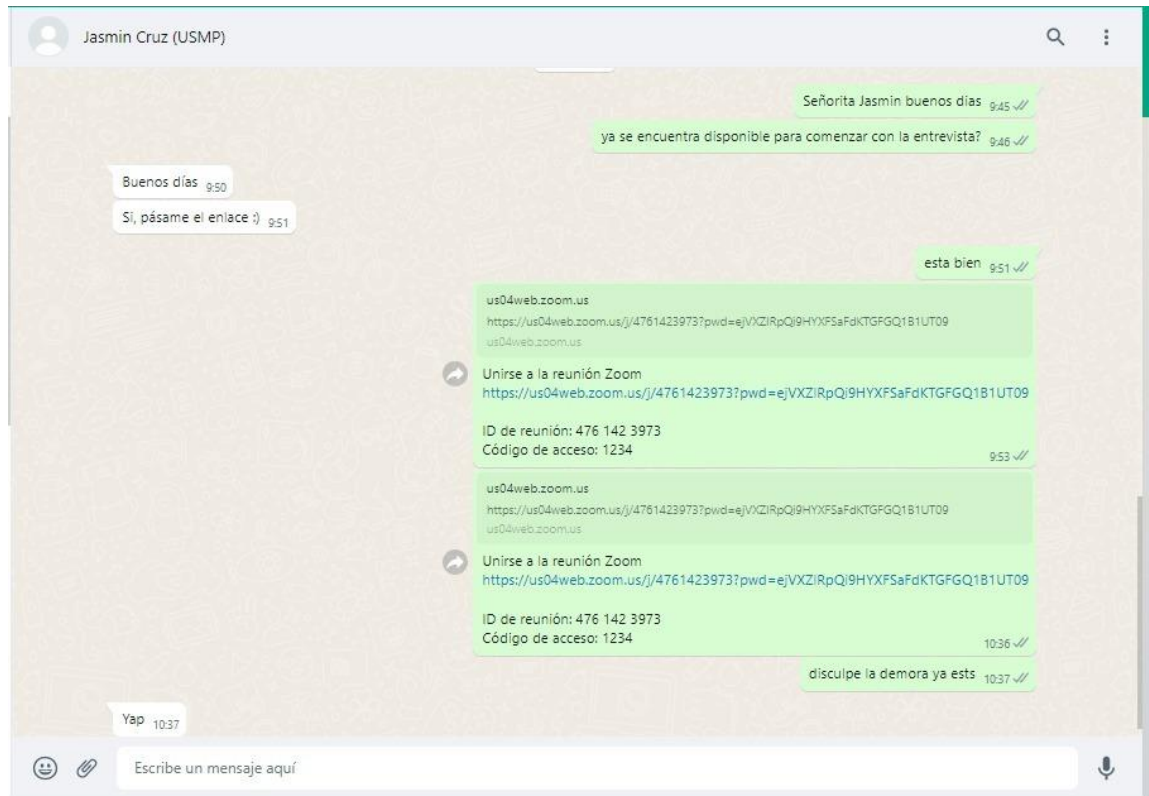 Jasmin Cruz (USMP)
Señorita Jasmin buenos días 9:45
ya se encuentra disponible para comenzar con la entrevista? 9:46
Buenos días 9:50
Si, pásame el enlace :) 9:51
esta bien 9:51
us04web.zoom.us
https://us04web.zoom.us/j/4761423973?pwd=ejVXZlRpQi9HYXFSaFdKTGFGQ1B1UT09
us04web.zoom.us
Unirse a la reunión Zoom
https://us04web.zoom.us/j/4761423973?pwd=ejVXZlRpQi9HYXFSaFdKTGFGQ1B1UT09
ID de reunión: 476 142 3973
Código de acceso: 1234
9:53
us04web.zoom.us
https://us04web.zoom.us/j/4761423973?pwd=ejVXZlRpQi9HYXFSaFdKTGFGQ1B1UT09
us04web.zoom.us
Unirse a la reunión Zoom
https://us04web.zoom.us/j/4761423973?pwd=ejVXZlRpQi9HYXFSaFdKTGFGQ1B1UT09
ID de reunión: 476 142 3973
Código de acceso: 1234
10:36
disculpe la demora ya ests 10:37
Yap 10:37
Escribe un mensaje aquí